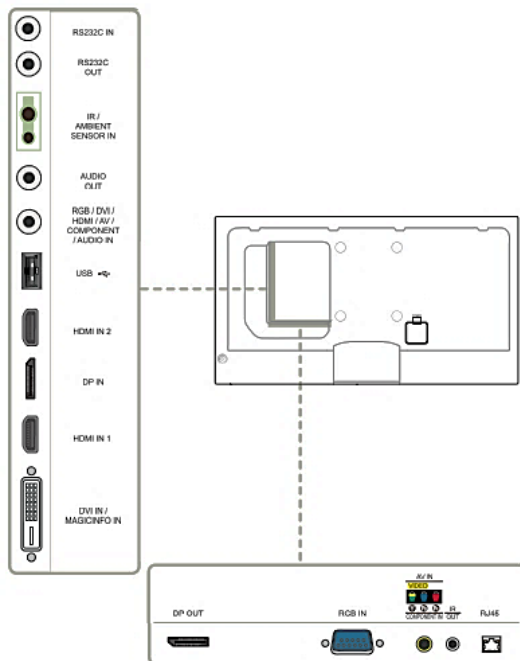 RS232C IN
RS232C
OUT
IR /
AMBIENT
SENSOR IN
AUDIO
OUT
RGB / DVI /
HDMI / AV /
COMPONENT
/ AUDIO IN
USB
HDMI IN 2
DP IN
HDMI IN 1
DVI IN /
MAGICINFO IN
DP OUT
RGB IN
AV IN
VIDEO
COMPONENT IN
IR
OUT
RJ45